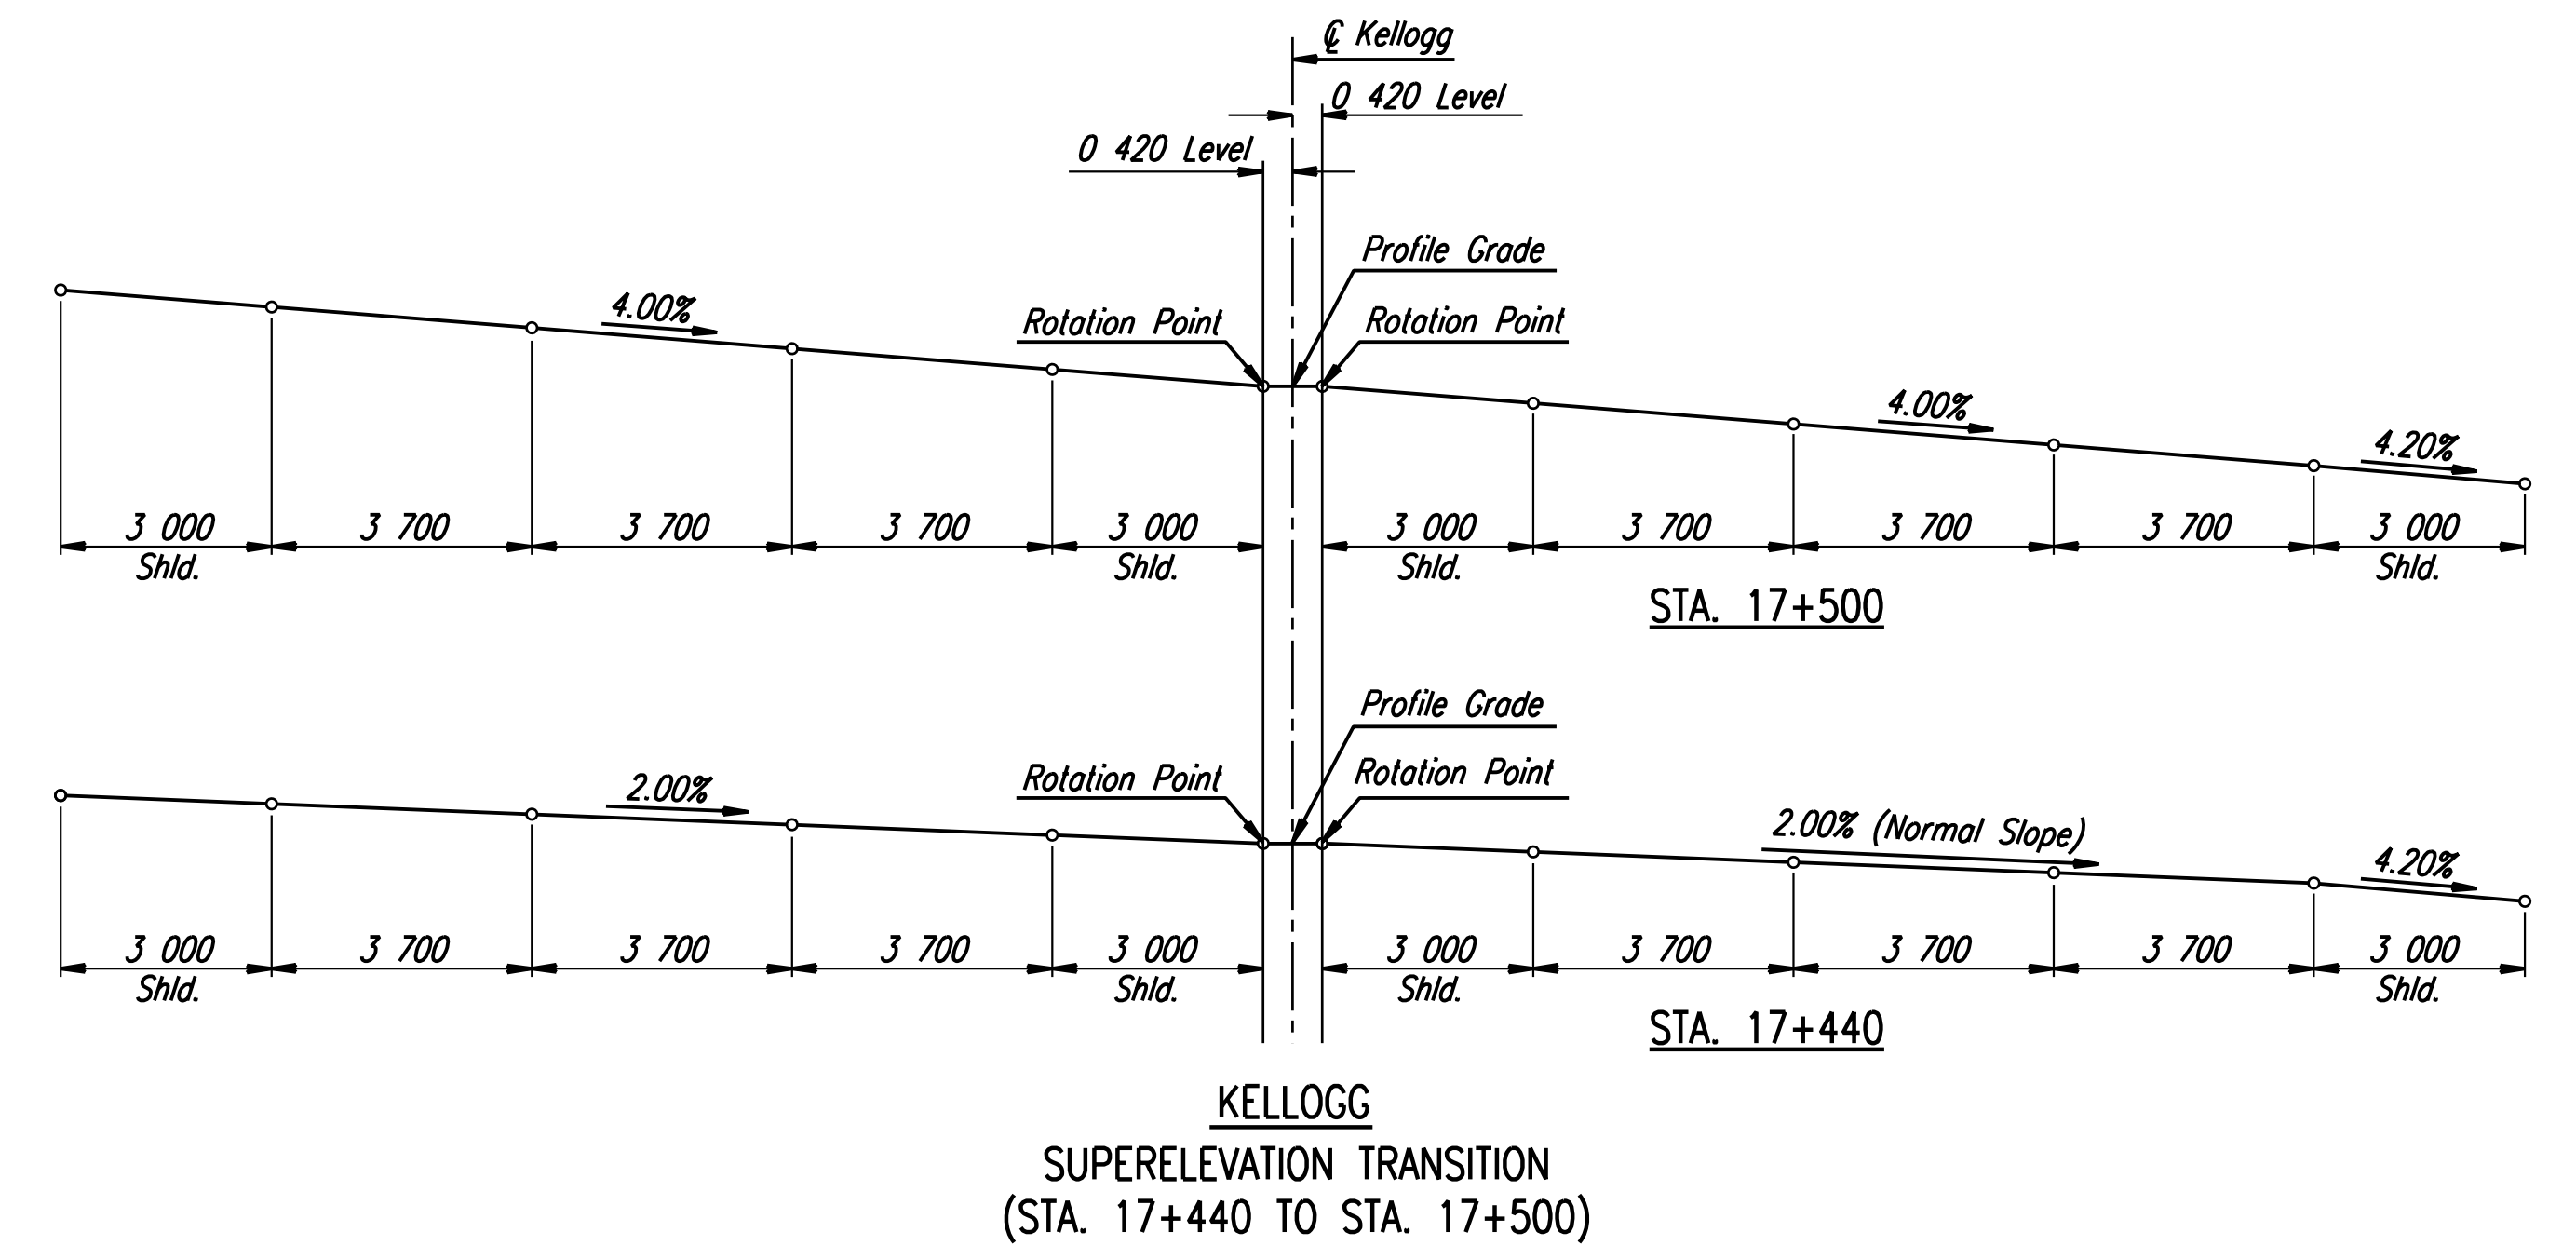 ℄ Kellogg
0 420 Level
0 420 Level
Profile Grade
Rotation Point
Rotation Point
4.00%
4.00%
4.20%
3 000
3 700
3 700
3 700
3 000
3 000
3 700
3 700
3 700
3 000
Shld.
Shld.
Shld.
Shld.
STA. 17+500
Profile Grade
Rotation Point
Rotation Point
2.00%
2.00% (Normal Slope)
4.20%
3 000
3 700
3 700
3 700
3 000
3 000
3 700
3 700
3 700
3 000
Shld.
Shld.
Shld.
Shld.
STA. 17+440
KELLOGG
SUPERELEVATION TRANSITION
(STA. 17+440 TO STA. 17+500)